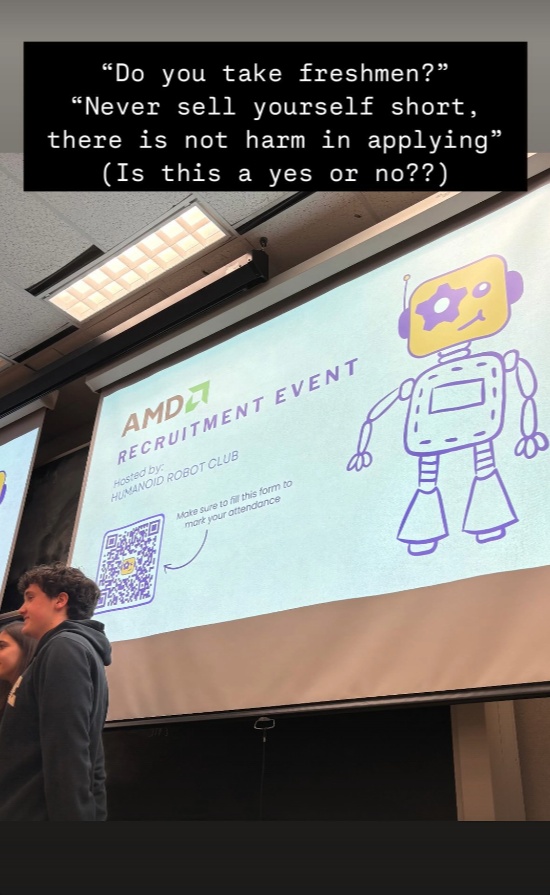 “Do you take freshmen?”
“Never sell yourself short,
there is not harm in applying”
(Is this a yes or no??)
AMD
RECRUITMENT EVENT
Hosted by:
HUMANOID ROBOT CLUB
Make sure to fill this form to
mark your attendance